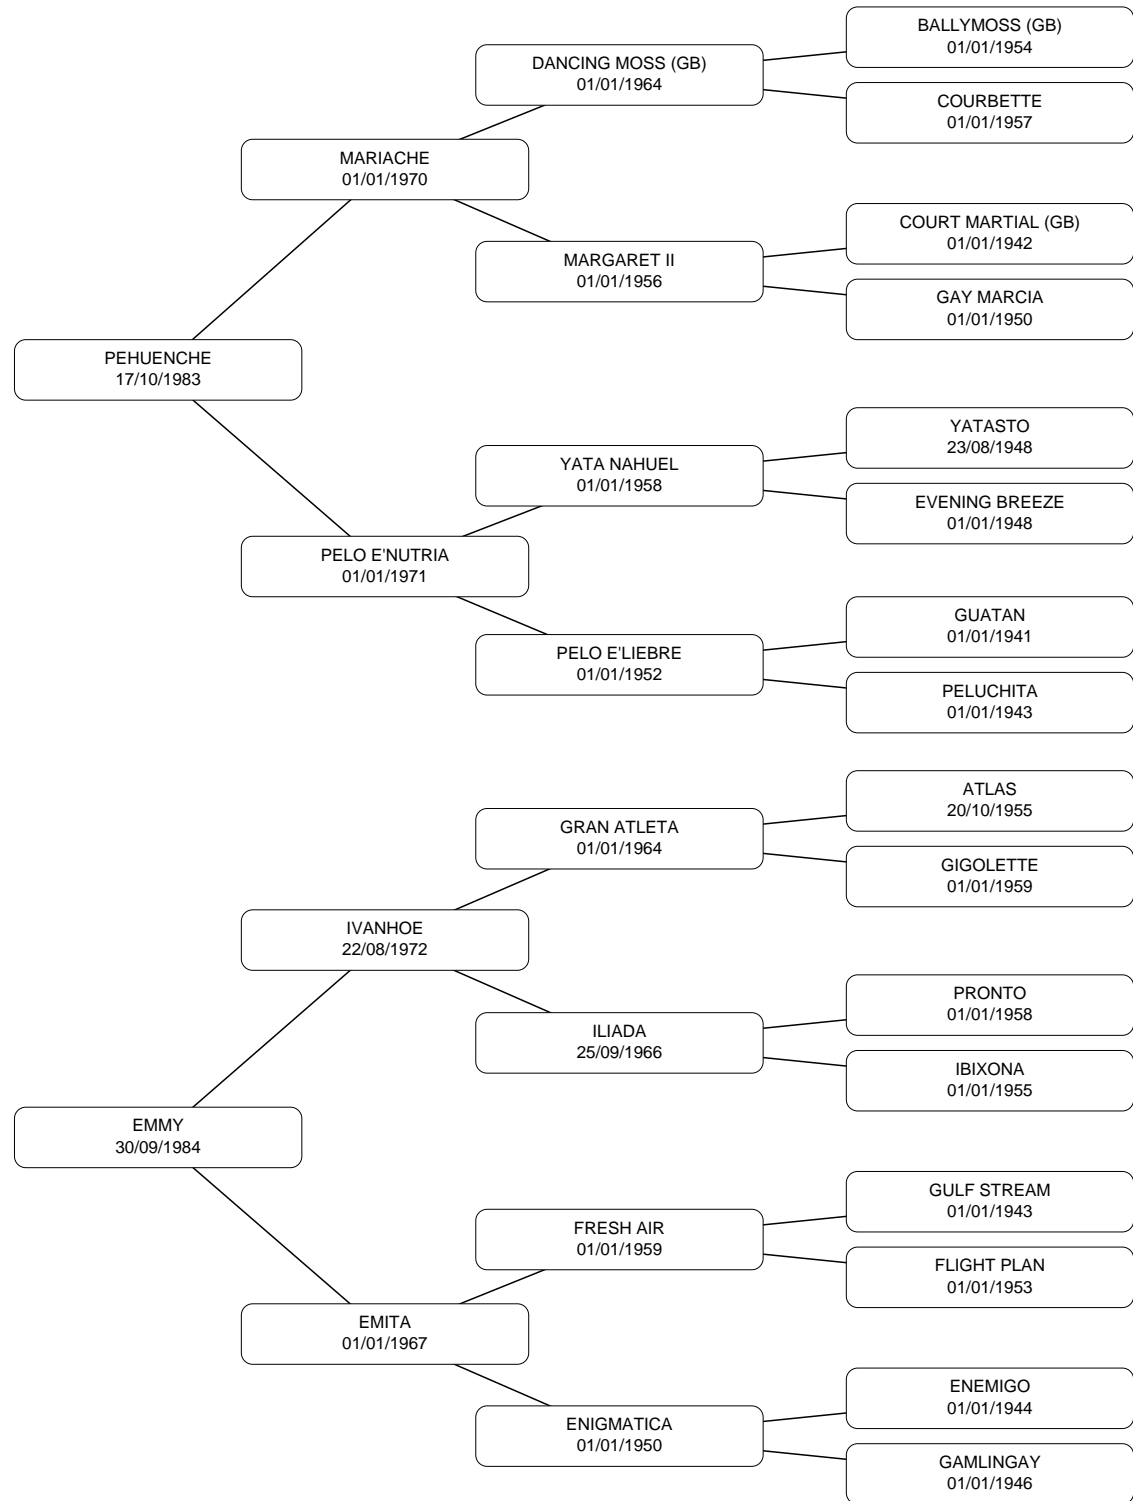 BALLYMOSS (GB)
01/01/1954
DANCING MOSS (GB)
01/01/1964
COURBETTE
01/01/1957
MARIACHE
01/01/1970
COURT MARTIAL (GB)
01/01/1942
MARGARET II
01/01/1956
GAY MARCIA
01/01/1950
PEHUENCHE
17/10/1983
YATASTO
23/08/1948
YATA NAHUEL
01/01/1958
EVENING BREEZE
01/01/1948
PELO E'NUTRIA
01/01/1971
GUATAN
01/01/1941
PELO E'LIEBRE
01/01/1952
PELUCHITA
01/01/1943
ATLAS
20/10/1955
GRAN ATLETA
01/01/1964
GIGOLETTE
01/01/1959
IVANHOE
22/08/1972
PRONTO
01/01/1958
ILIADA
25/09/1966
IBIXONA
01/01/1955
EMMY
30/09/1984
GULF STREAM
01/01/1943
FRESH AIR
01/01/1959
FLIGHT PLAN
01/01/1953
EMITA
01/01/1967
ENEMIGO
01/01/1944
ENIGMATICA
01/01/1950
GAMLINGAY
01/01/1946